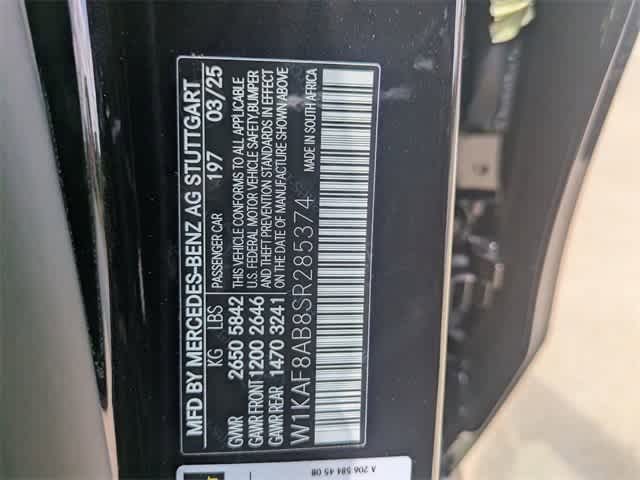 MFD BY MERCEDES-BENZ AG STUTTGART
KG LBS PASSENGER CAR 197 03/25
GVWR 2650 5842
GAWR FRONT 1200 2646
GAWR REAR 1470 3241
THIS VEHICLE CONFORMS TO ALL APPLICABLE
U.S. FEDERAL MOTOR VEHICLE SAFETY, BUMPER
AND THEFT PREVENTION STANDARDS IN EFFECT
ON THE DATE OF MANUFACTURE SHOWN ABOVE
W1KAF8AB8SR285374 MADE IN SOUTH AFRICA
A 206 584 45 08